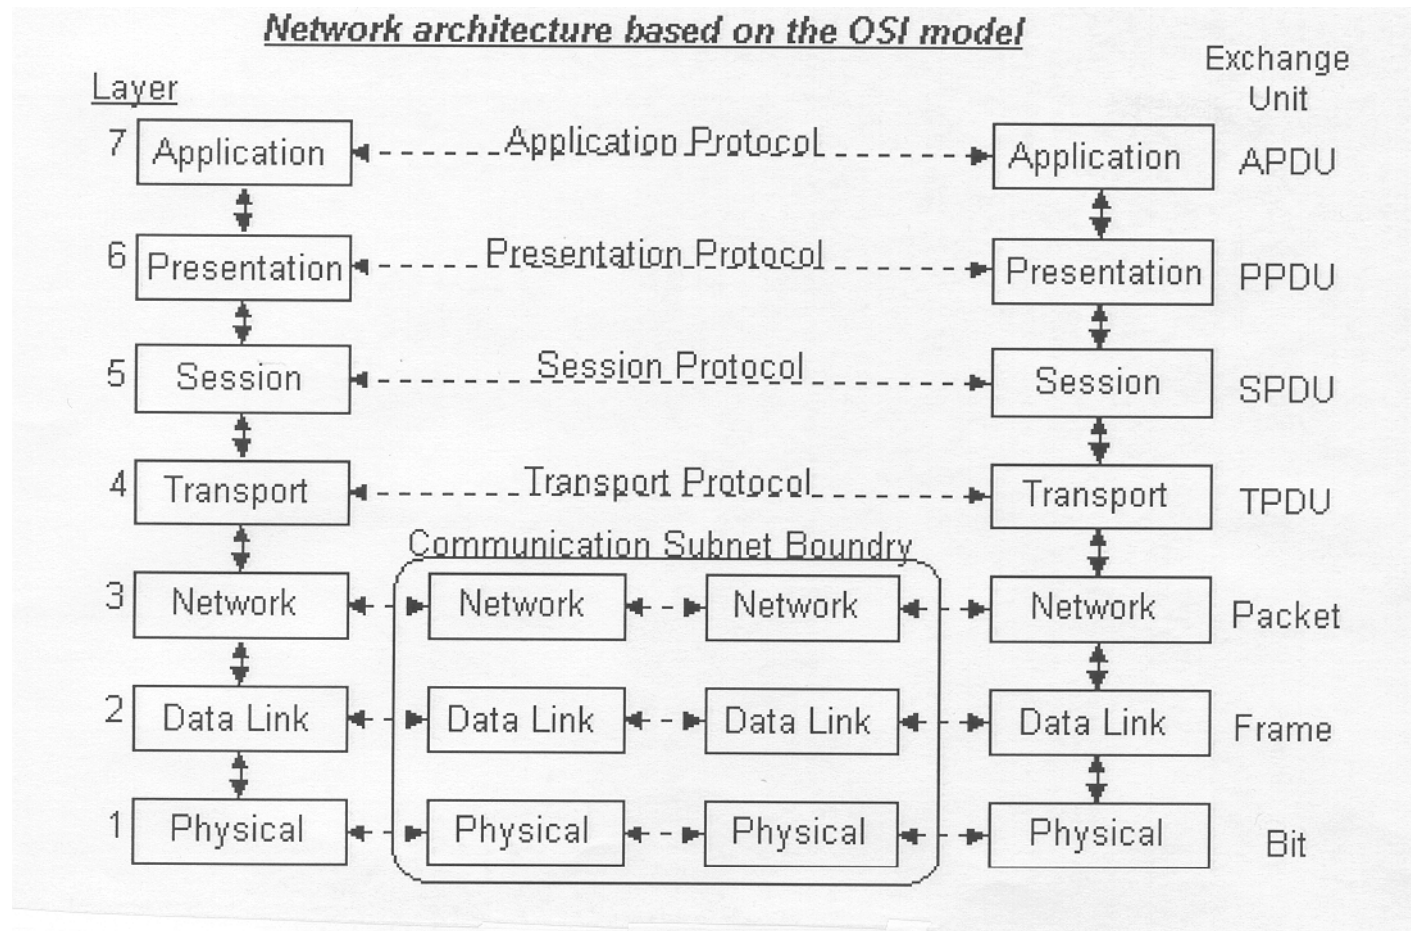 Network architecture based on the OSI model
Exchange
Unit
Layer
7 Application Application Protocol Application APDU
6 Presentation Presentation Protocol Presentation PPDU
5 Session Session Protocol Session SPDU
4 Transport Transport Protocol Transport TPDU
Communication Subnet Boundry
3 Network Network Network Network Packet
2 Data Link Data Link Data Link Data Link Frame
1 Physical Physical Physical Physical Bit